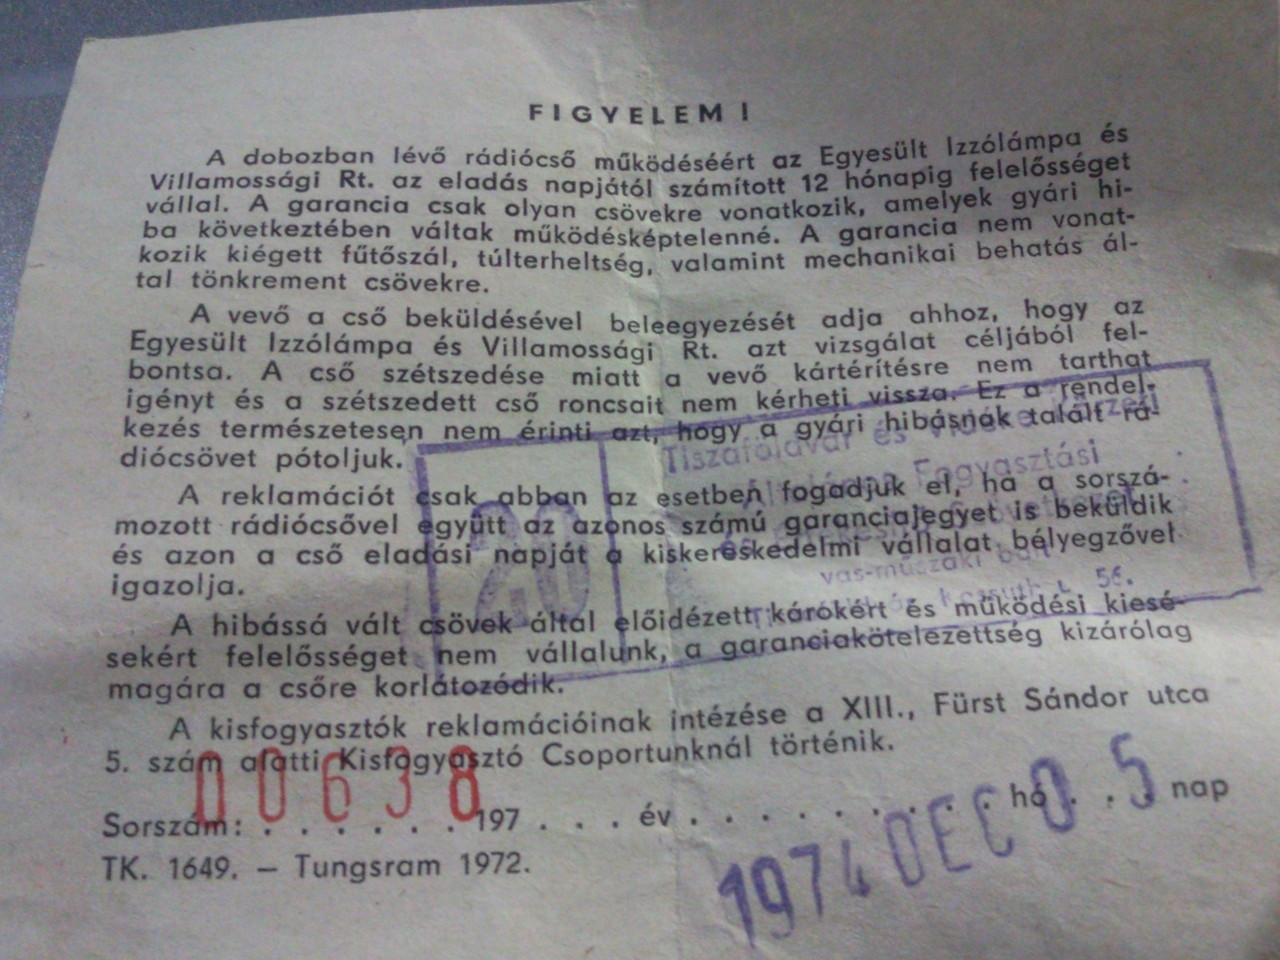 FIGYELEM!
A dobozban lévő rádiócső működéséért az Egyesült Izzólámpa és
Villamossági Rt. az eladás napjától számított 12 hónapig felelősséget
vállal. A garancia csak olyan csövekre vonatkozik, amelyek gyári hi-
ba következtében váltak működésképtelenné. A garancia nem vonat-
kozik kiégett fűtőszál, túlterheltség, valamint mechanikai behatás ál-
tal tönkrement csövekre.
A vevő a cső beküldésével beleegyezését adja ahhoz, hogy az
Egyesült Izzólámpa és Villamossági Rt. azt vizsgálat céljából fel-
bontsa. A cső szétszedése miatt a vevő kártérítésre nem tarthat
igényt és a szétszedett cső roncsait nem kérheti vissza. Ez a rendel-
kezés természetesen nem érinti azt, hogy a gyári hibásnak talált rá-
diócsövet pótoljuk.
A reklamációt csak abban az esetben fogadjuk el, ha a sorszá-
mozott rádiócsővel együtt az azonos számú garanciajegyet is beküldik
és azon a cső eladási napját a kiskereskedelmi vállalat bélyegzővel
igazolja.
A hibássá vált csövek által előidézett károkért és működési kiesé-
sekért felelősséget nem vállalunk, a garanciakötelezettség kizárólag
magára a csőre korlátozódik.
A kisfogyasztók reklamációinak intézése a XIII., Fürst Sándor utca
5. szám alatti Kisfogyasztó Csoportunknál történik.
00638
Sorszám: . . . . . . . 197 . . . év . . . . . . . . . . hó . . . nap
TK. 1649. — Tungsram 1972.
1974 DEC 05
20
Tiszaföldvár és Vidéke Körzeti
Általános Fogyasztási
vas-műszaki
56.